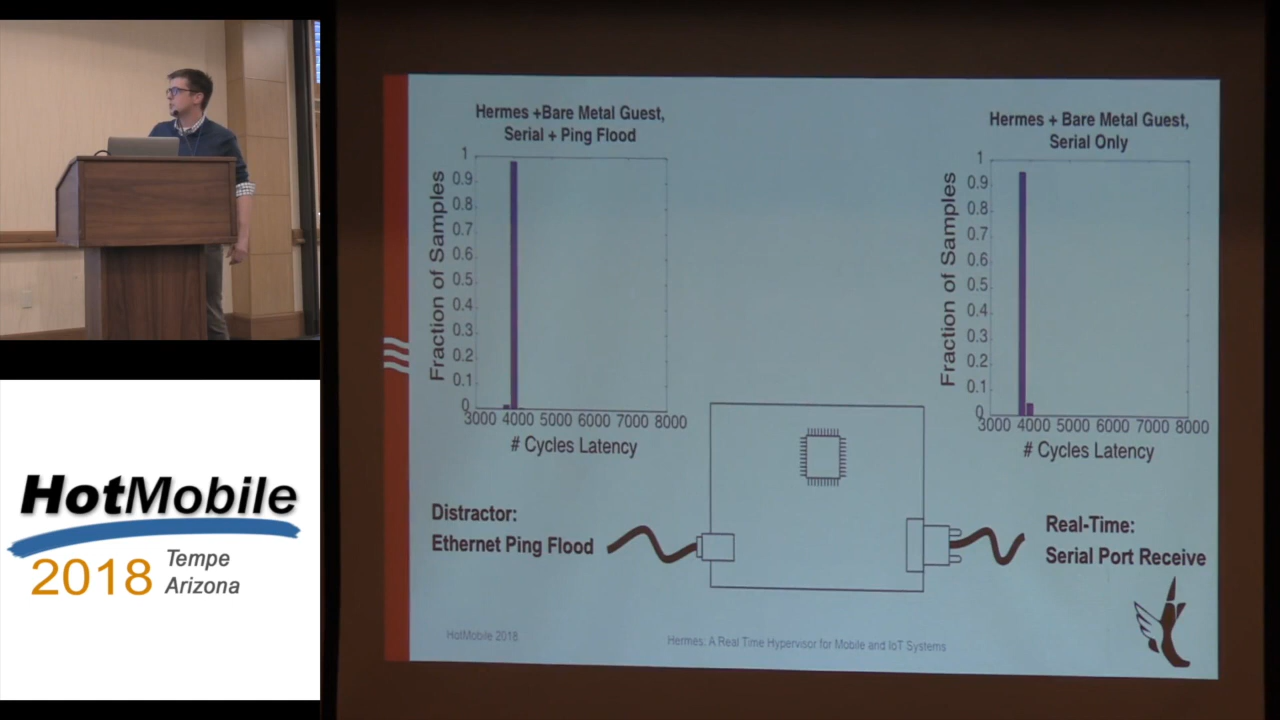 Hermes +Bare Metal Guest,
Serial + Ping Flood
1
0.9
0.8
0.7
0.6
0.5
0.4
0.3
0.2
0.1
0
Fraction of Samples
3000 4000 5000 6000 7000 8000
# Cycles Latency
Hermes + Bare Metal Guest,
Serial Only
1
0.9
0.8
0.7
0.6
0.5
0.4
0.3
0.2
0.1
0
Fraction of Samples
3000 4000 5000 6000 7000 8000
# Cycles Latency
Distractor:
Ethernet Ping Flood
Real-Time:
Serial Port Receive
HotMobile 2018
Hermes: A Real Time Hypervisor for Mobile and IoT Systems
HotMobile
2018
Tempe
Arizona